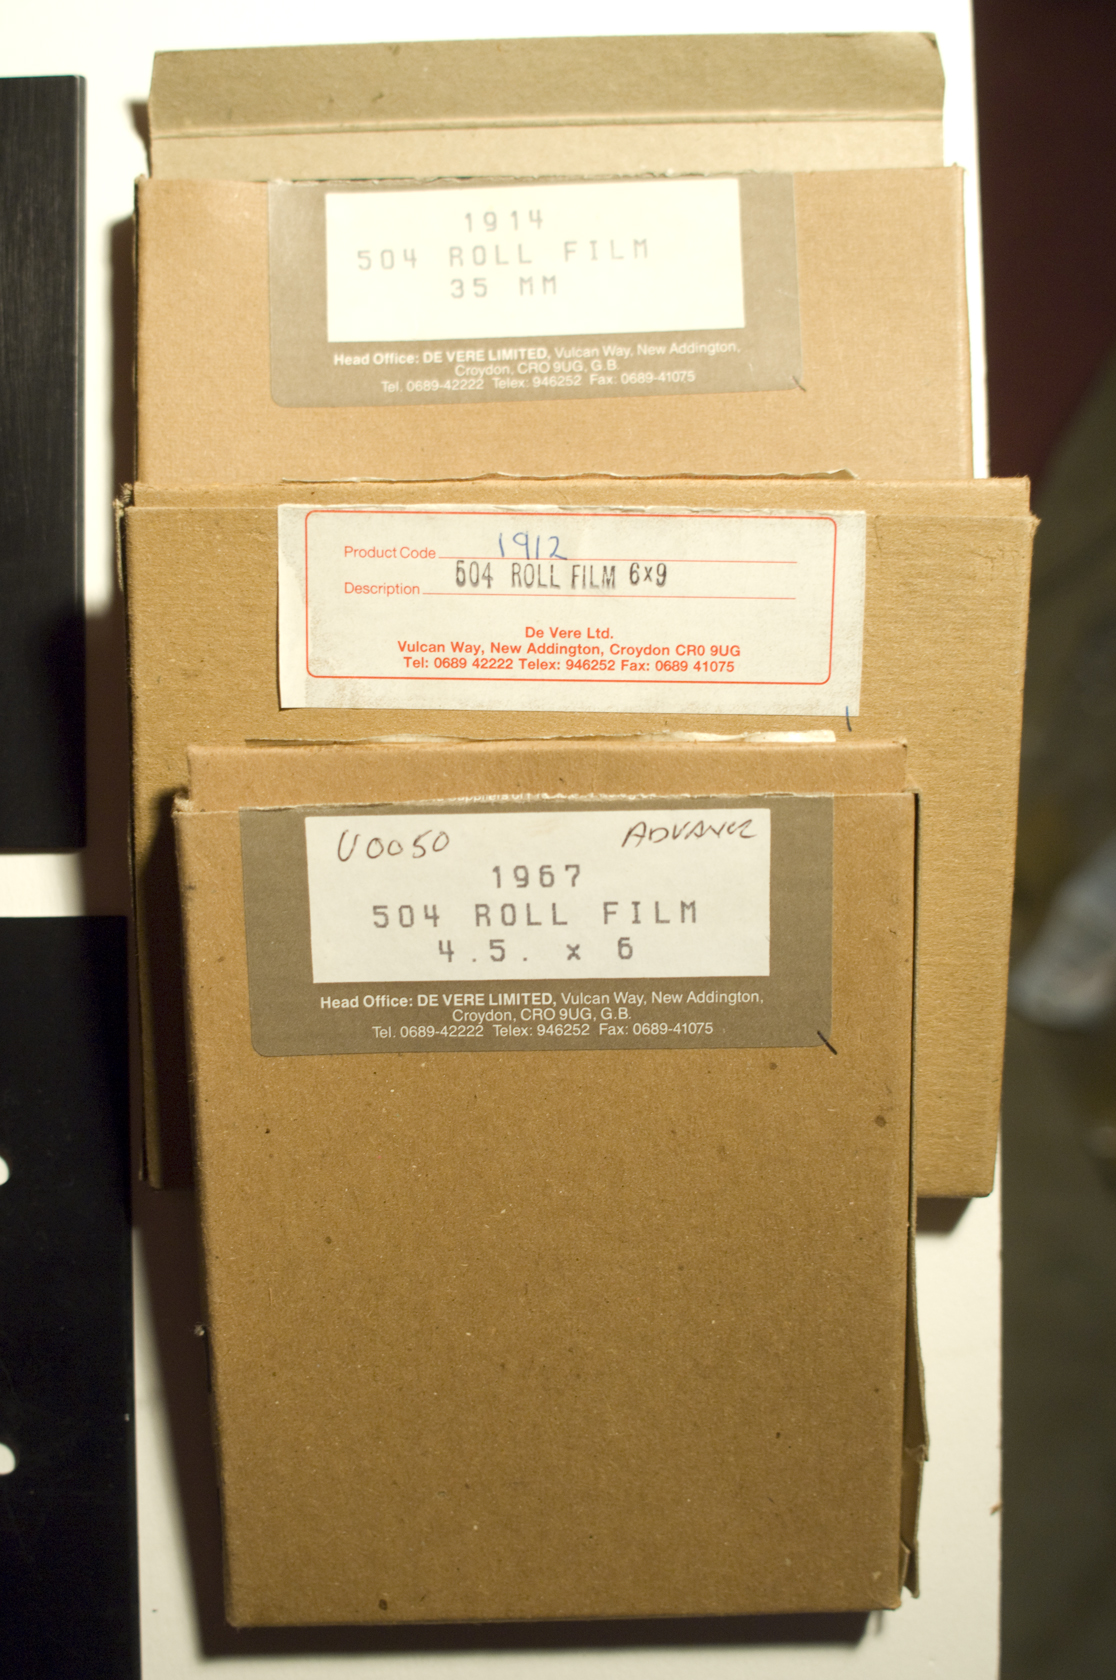 1914
504 ROLL FILM
35 MM
Head Office: DE VERE LIMITED, Vulcan Way, New Addington,
Croydon, CRO 9UG, G.B.
Tel. 0689-42222 Telex: 946252 Fax: 0689-41075
Product Code 1912
Description 504 ROLL FILM 6x9
De Vere Ltd.
Vulcan Way, New Addington, Croydon CR0 9UG
Tel: 0689 42222 Telex: 946252 Fax: 0689 41075
U0050 ADVANCE
1967
504 ROLL FILM
4.5. x 6
Head Office: DE VERE LIMITED, Vulcan Way, New Addington,
Croydon, CRO 9UG, G.B.
Tel. 0689-42222 Telex: 946252 Fax: 0689-41075